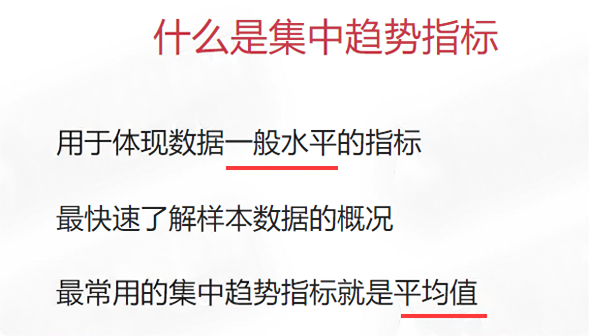 什么是集中趋势指标
用于体现数据一般水平的指标
最快速了解样本数据的概况
最常用的集中趋势指标就是平均值